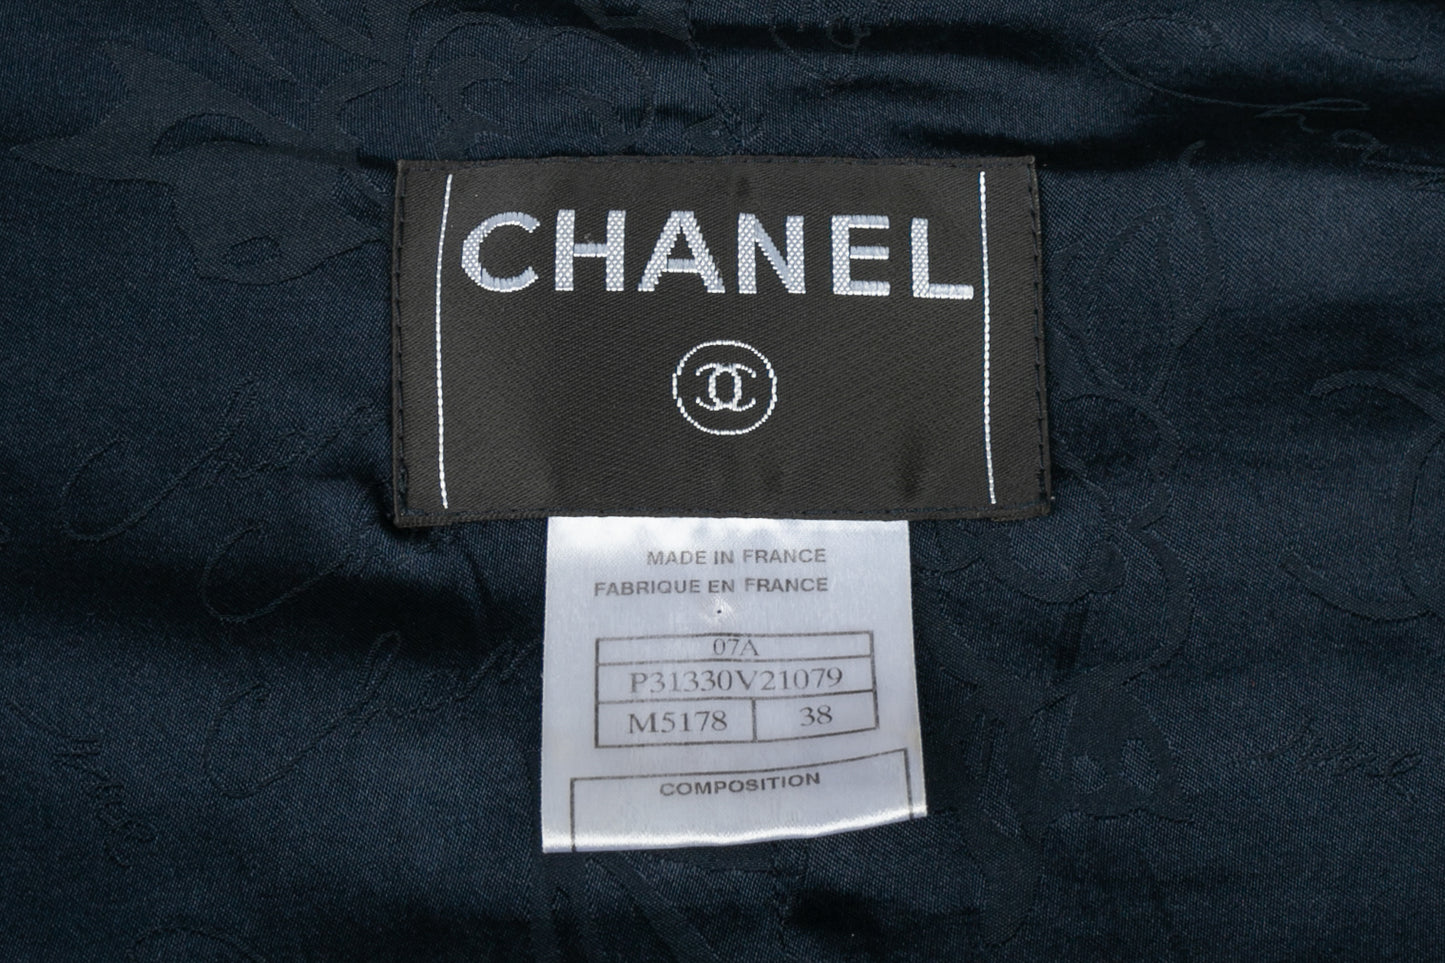 CHANEL
MADE IN FRANCE
FABRIQUE EN FRANCE
07A
P31330V21079
M5178 38
COMPOSITION